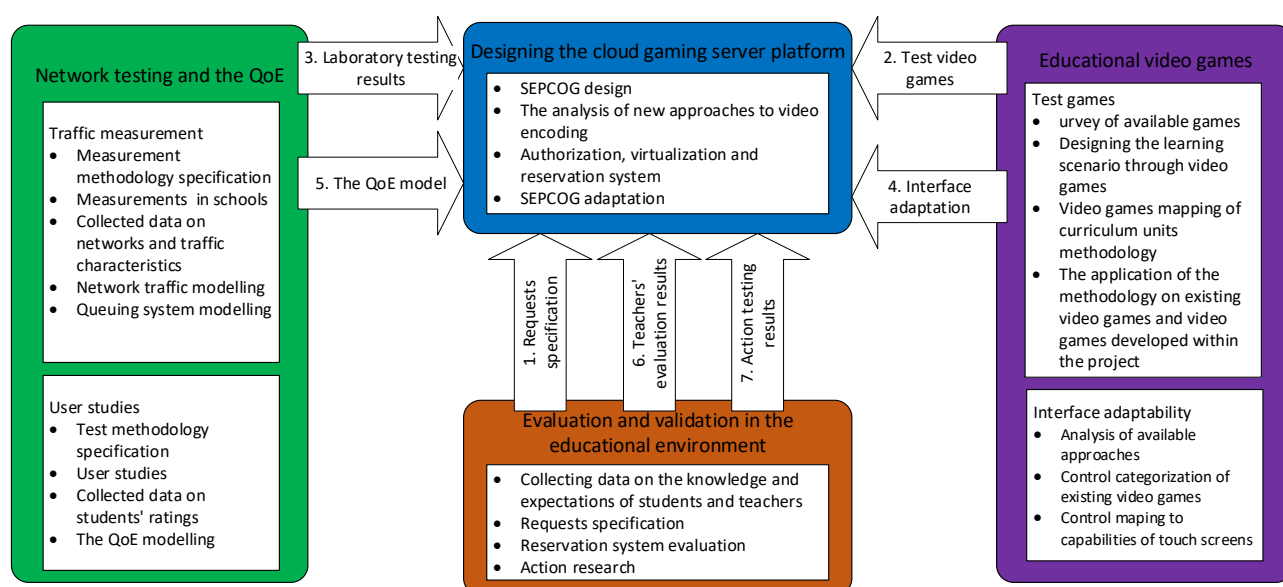 Network testing and the QoE
Traffic measurement
• Measurement
methodology specification
• Measurements in schools
• Collected data on
networks and traffic
characteristics
• Network traffic modelling
• Queuing system modelling
User studies
• Test methodology
specification
• User studies
• Collected data on
students' ratings
• The QoE modelling
3. Laboratory testing
results
5. The QoE model
Designing the cloud gaming server platform
• SEPCOG design
• The analysis of new approaches to video
encoding
• Authorization, virtualization and
reservation system
• SEPCOG adaptation
1. Requests
specification
6. Teachers'
evaluation results
7. Action testing
results
Evaluation and validation in the
educational environment
• Collecting data on the knowledge and
expectations of students and teachers
• Requests specification
• Reservation system evaluation
• Action research
2. Test video
games
4. Interface
adaptation
Educational video games
Test games
• urvey of available games
• Designing the learning
scenario through video
games
• Video games mapping of
curriculum units
methodology
• The application of the
methodology on existing
video games and video
games developed within
the project
Interface adaptability
• Analysis of available
approaches
• Control categorization of
existing video games
• Control maping to
capabilities of touch screens